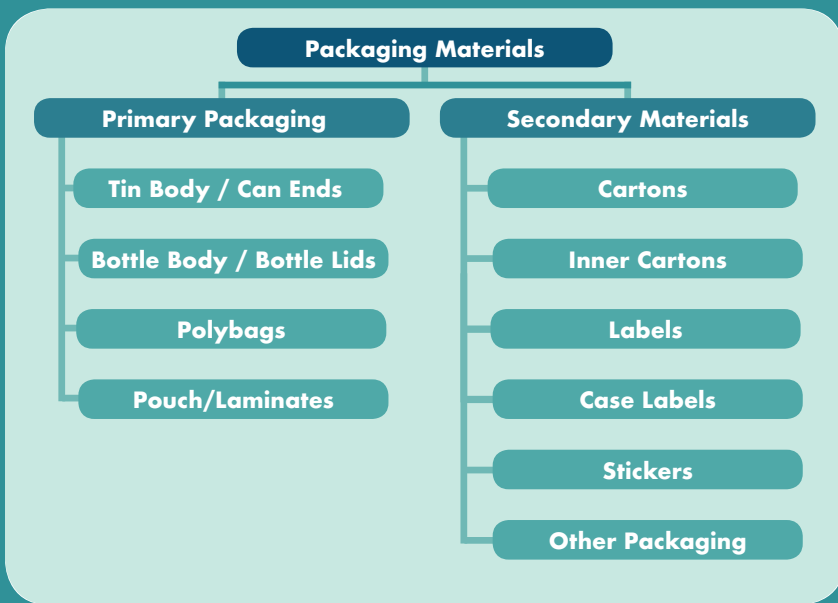 Packaging Materials
Primary Packaging
Tin Body / Can Ends
Bottle Body / Bottle Lids
Polybags
Pouch/Laminates
Secondary Materials
Cartons
Inner Cartons
Labels
Case Labels
Stickers
Other Packaging